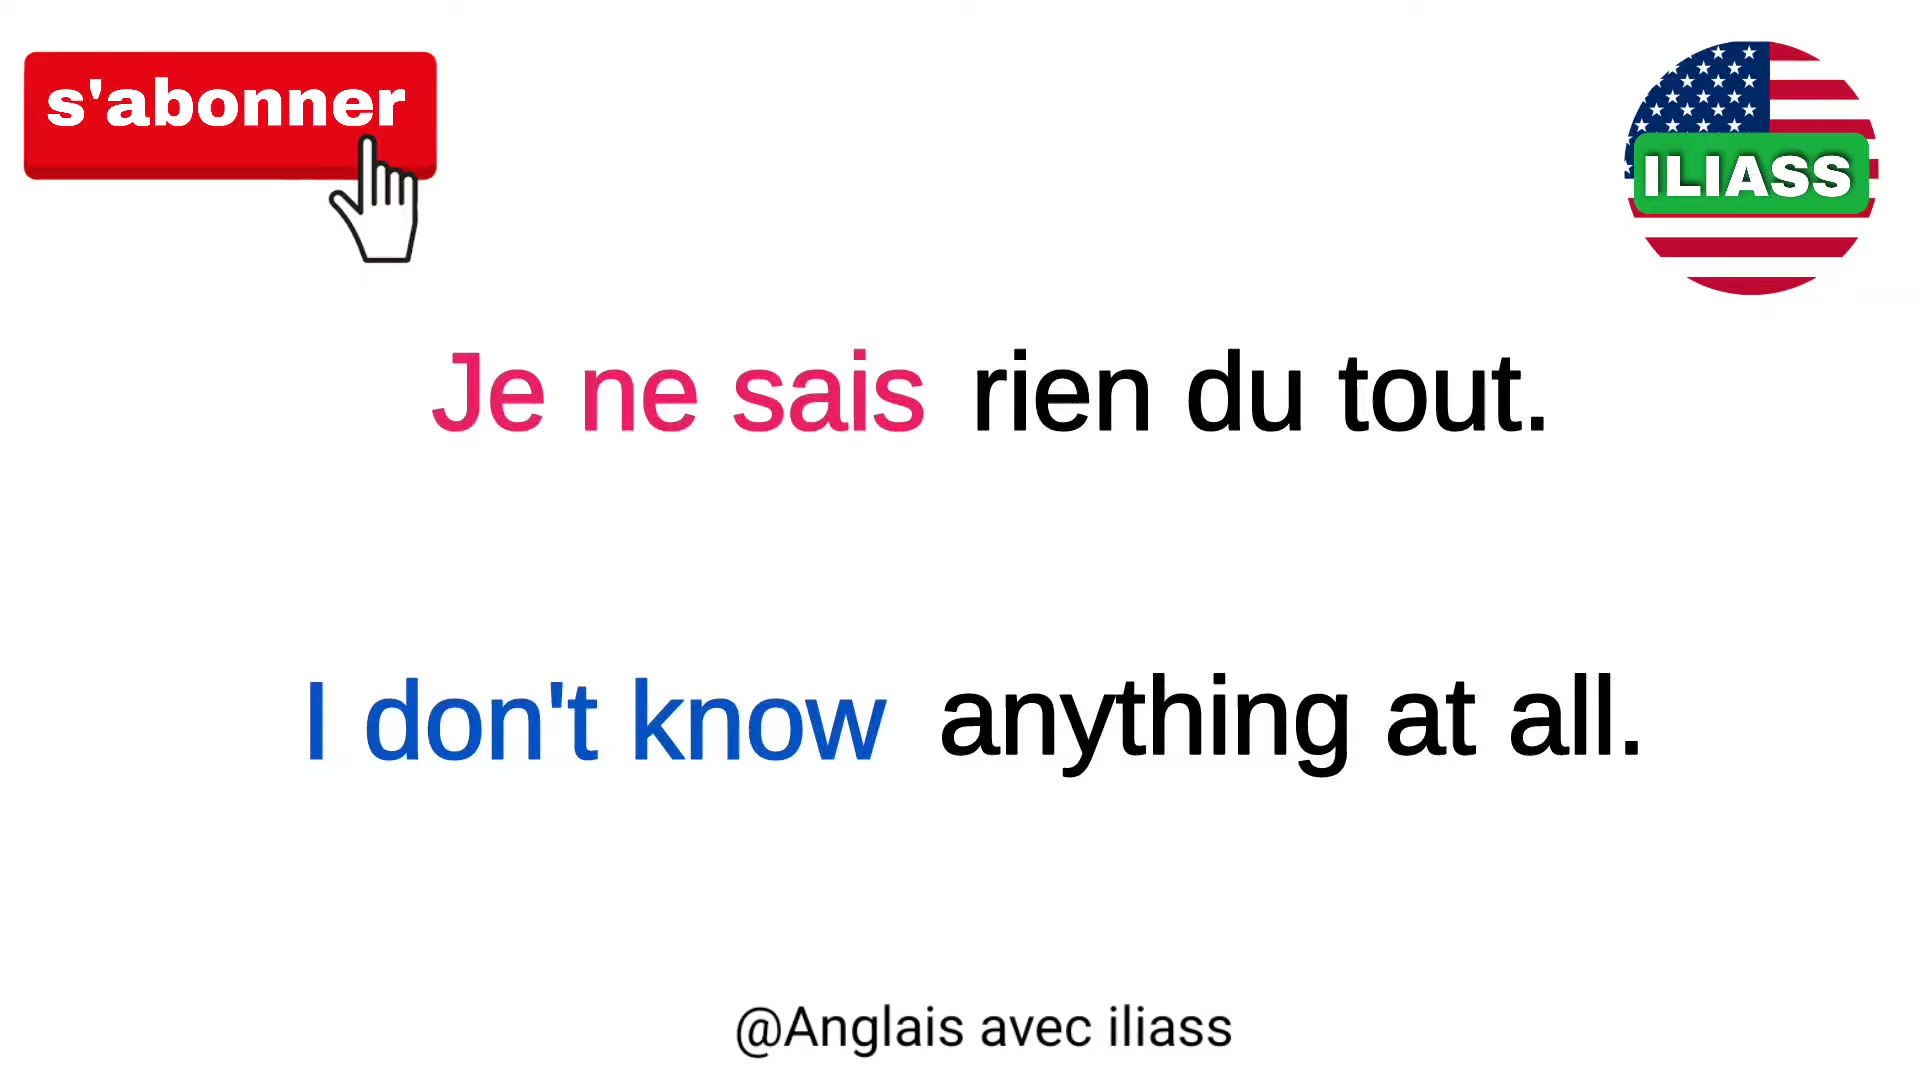 s'abonner
ILIASS
Je ne sais rien du tout.
I don't know anything at all.
@Anglais avec iliass